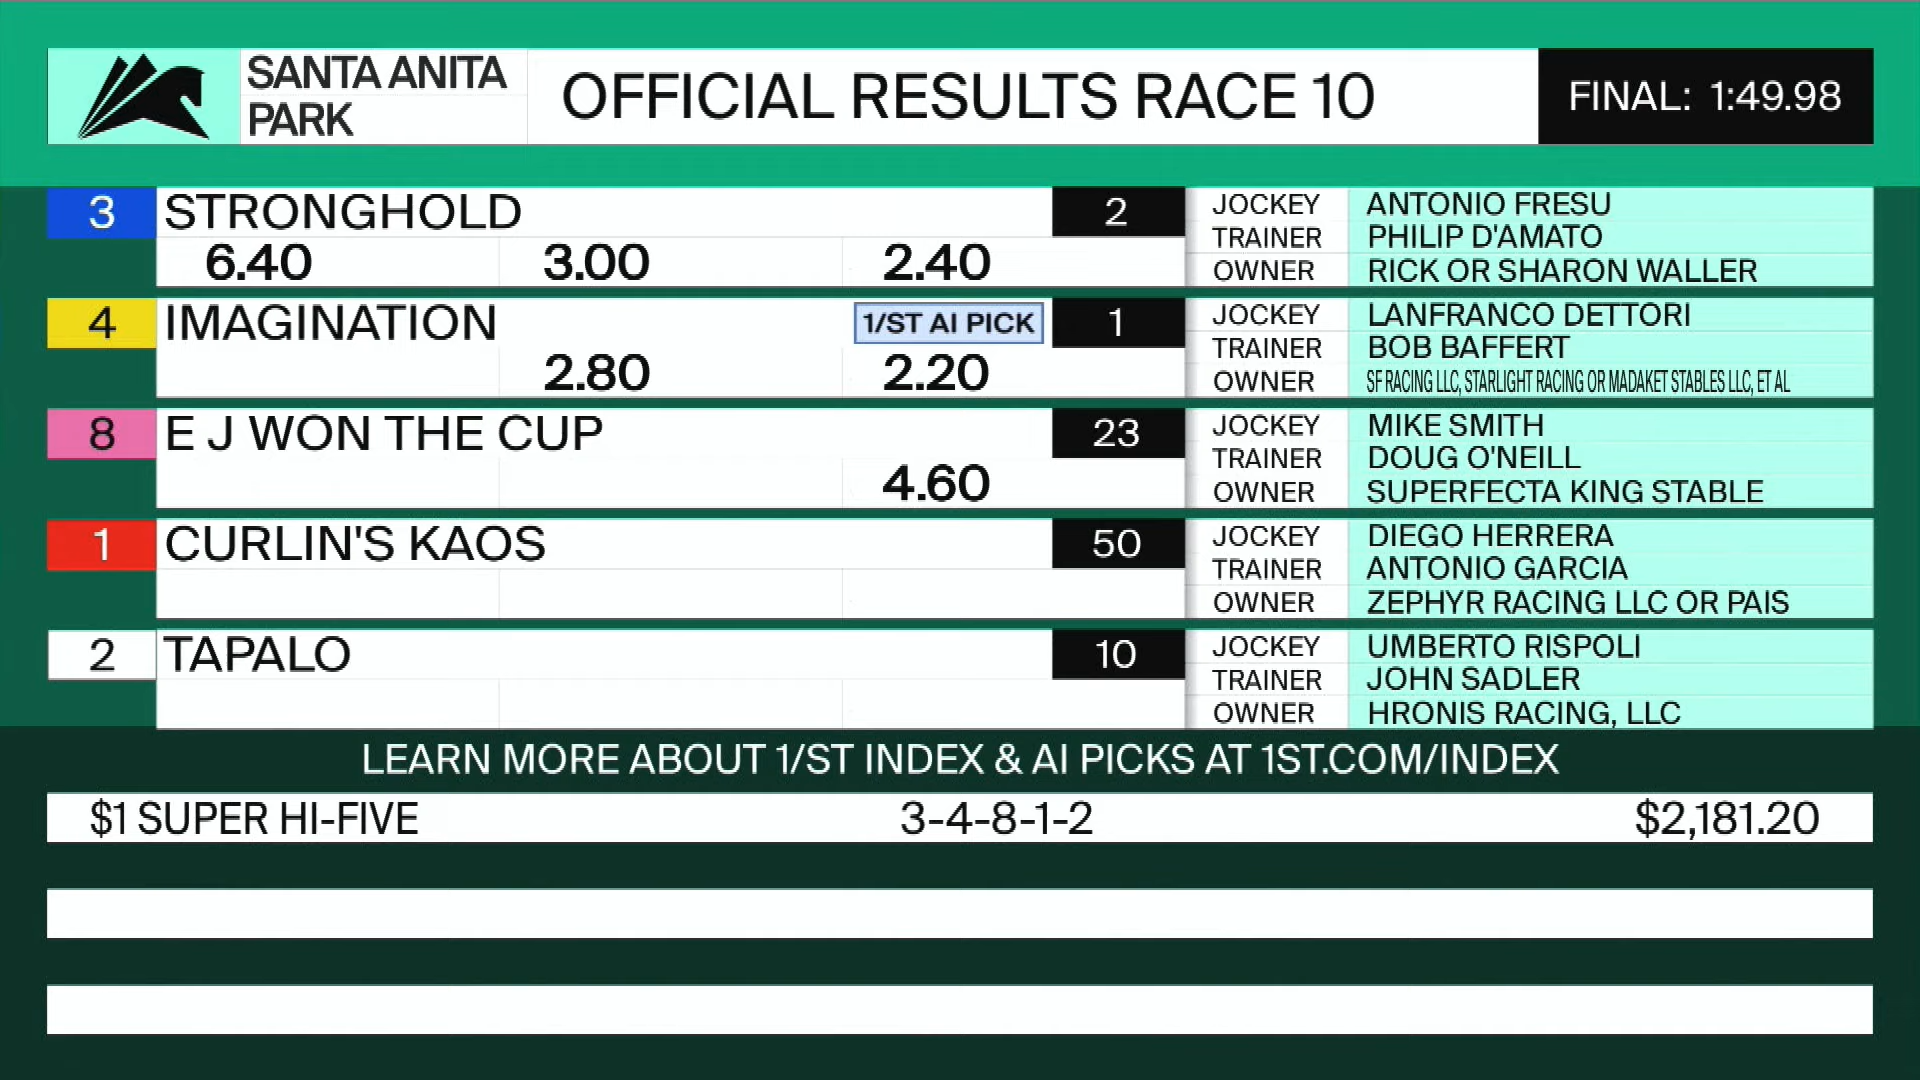 SANTA ANITA
PARK
OFFICIAL RESULTS RACE 10
FINAL: 1:49.98
3 STRONGHOLD 2
6.40 3.00 2.40
JOCKEY ANTONIO FRESU
TRAINER PHILIP D'AMATO
OWNER RICK OR SHARON WALLER
4 IMAGINATION 1/ST AI PICK 1
2.80 2.20
JOCKEY LANFRANCO DETTORI
TRAINER BOB BAFFERT
OWNER SF RACING LLC, STARLIGHT RACING OR MADAKET STABLES LLC, ET AL
8 E J WON THE CUP 23
4.60
JOCKEY MIKE SMITH
TRAINER DOUG O'NEILL
OWNER SUPERFECTA KING STABLE
1 CURLIN'S KAOS 50
JOCKEY DIEGO HERRERA
TRAINER ANTONIO GARCIA
OWNER ZEPHYR RACING LLC OR PAIS
2 TAPALO 10
JOCKEY UMBERTO RISPOLI
TRAINER JOHN SADLER
OWNER HRONIS RACING, LLC
LEARN MORE ABOUT 1/ST INDEX & AI PICKS AT 1ST.COM/INDEX
$1 SUPER HI-FIVE 3-4-8-1-2 $2,181.20